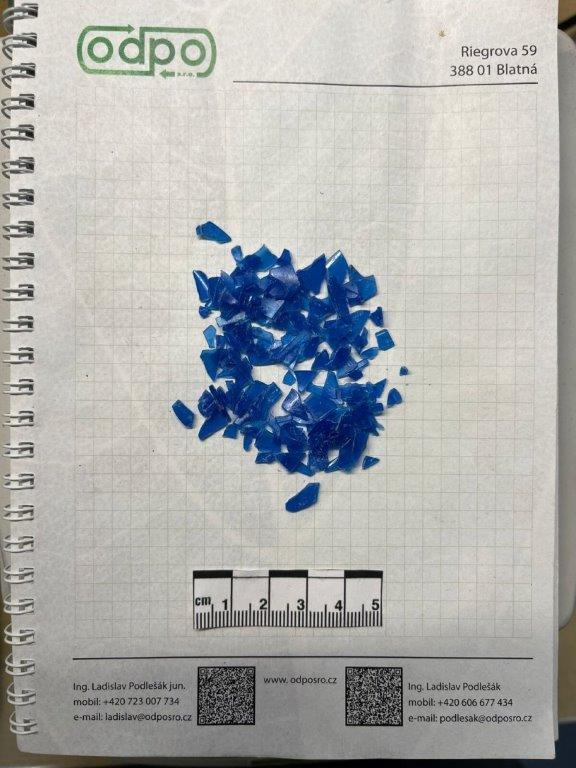 odpo
s.r.o.
Riegrova 59
388 01 Blatná
cm 1 2 3 4 5
Ing. Ladislav Podlešák jun.
mobil: +420 723 007 734
e-mail: ladislav@odposro.cz
www. odposro.cz
Ing. Ladislav Podlešák
mobil: +420 606 677 434
e-mail: podlesak@odposro.cz